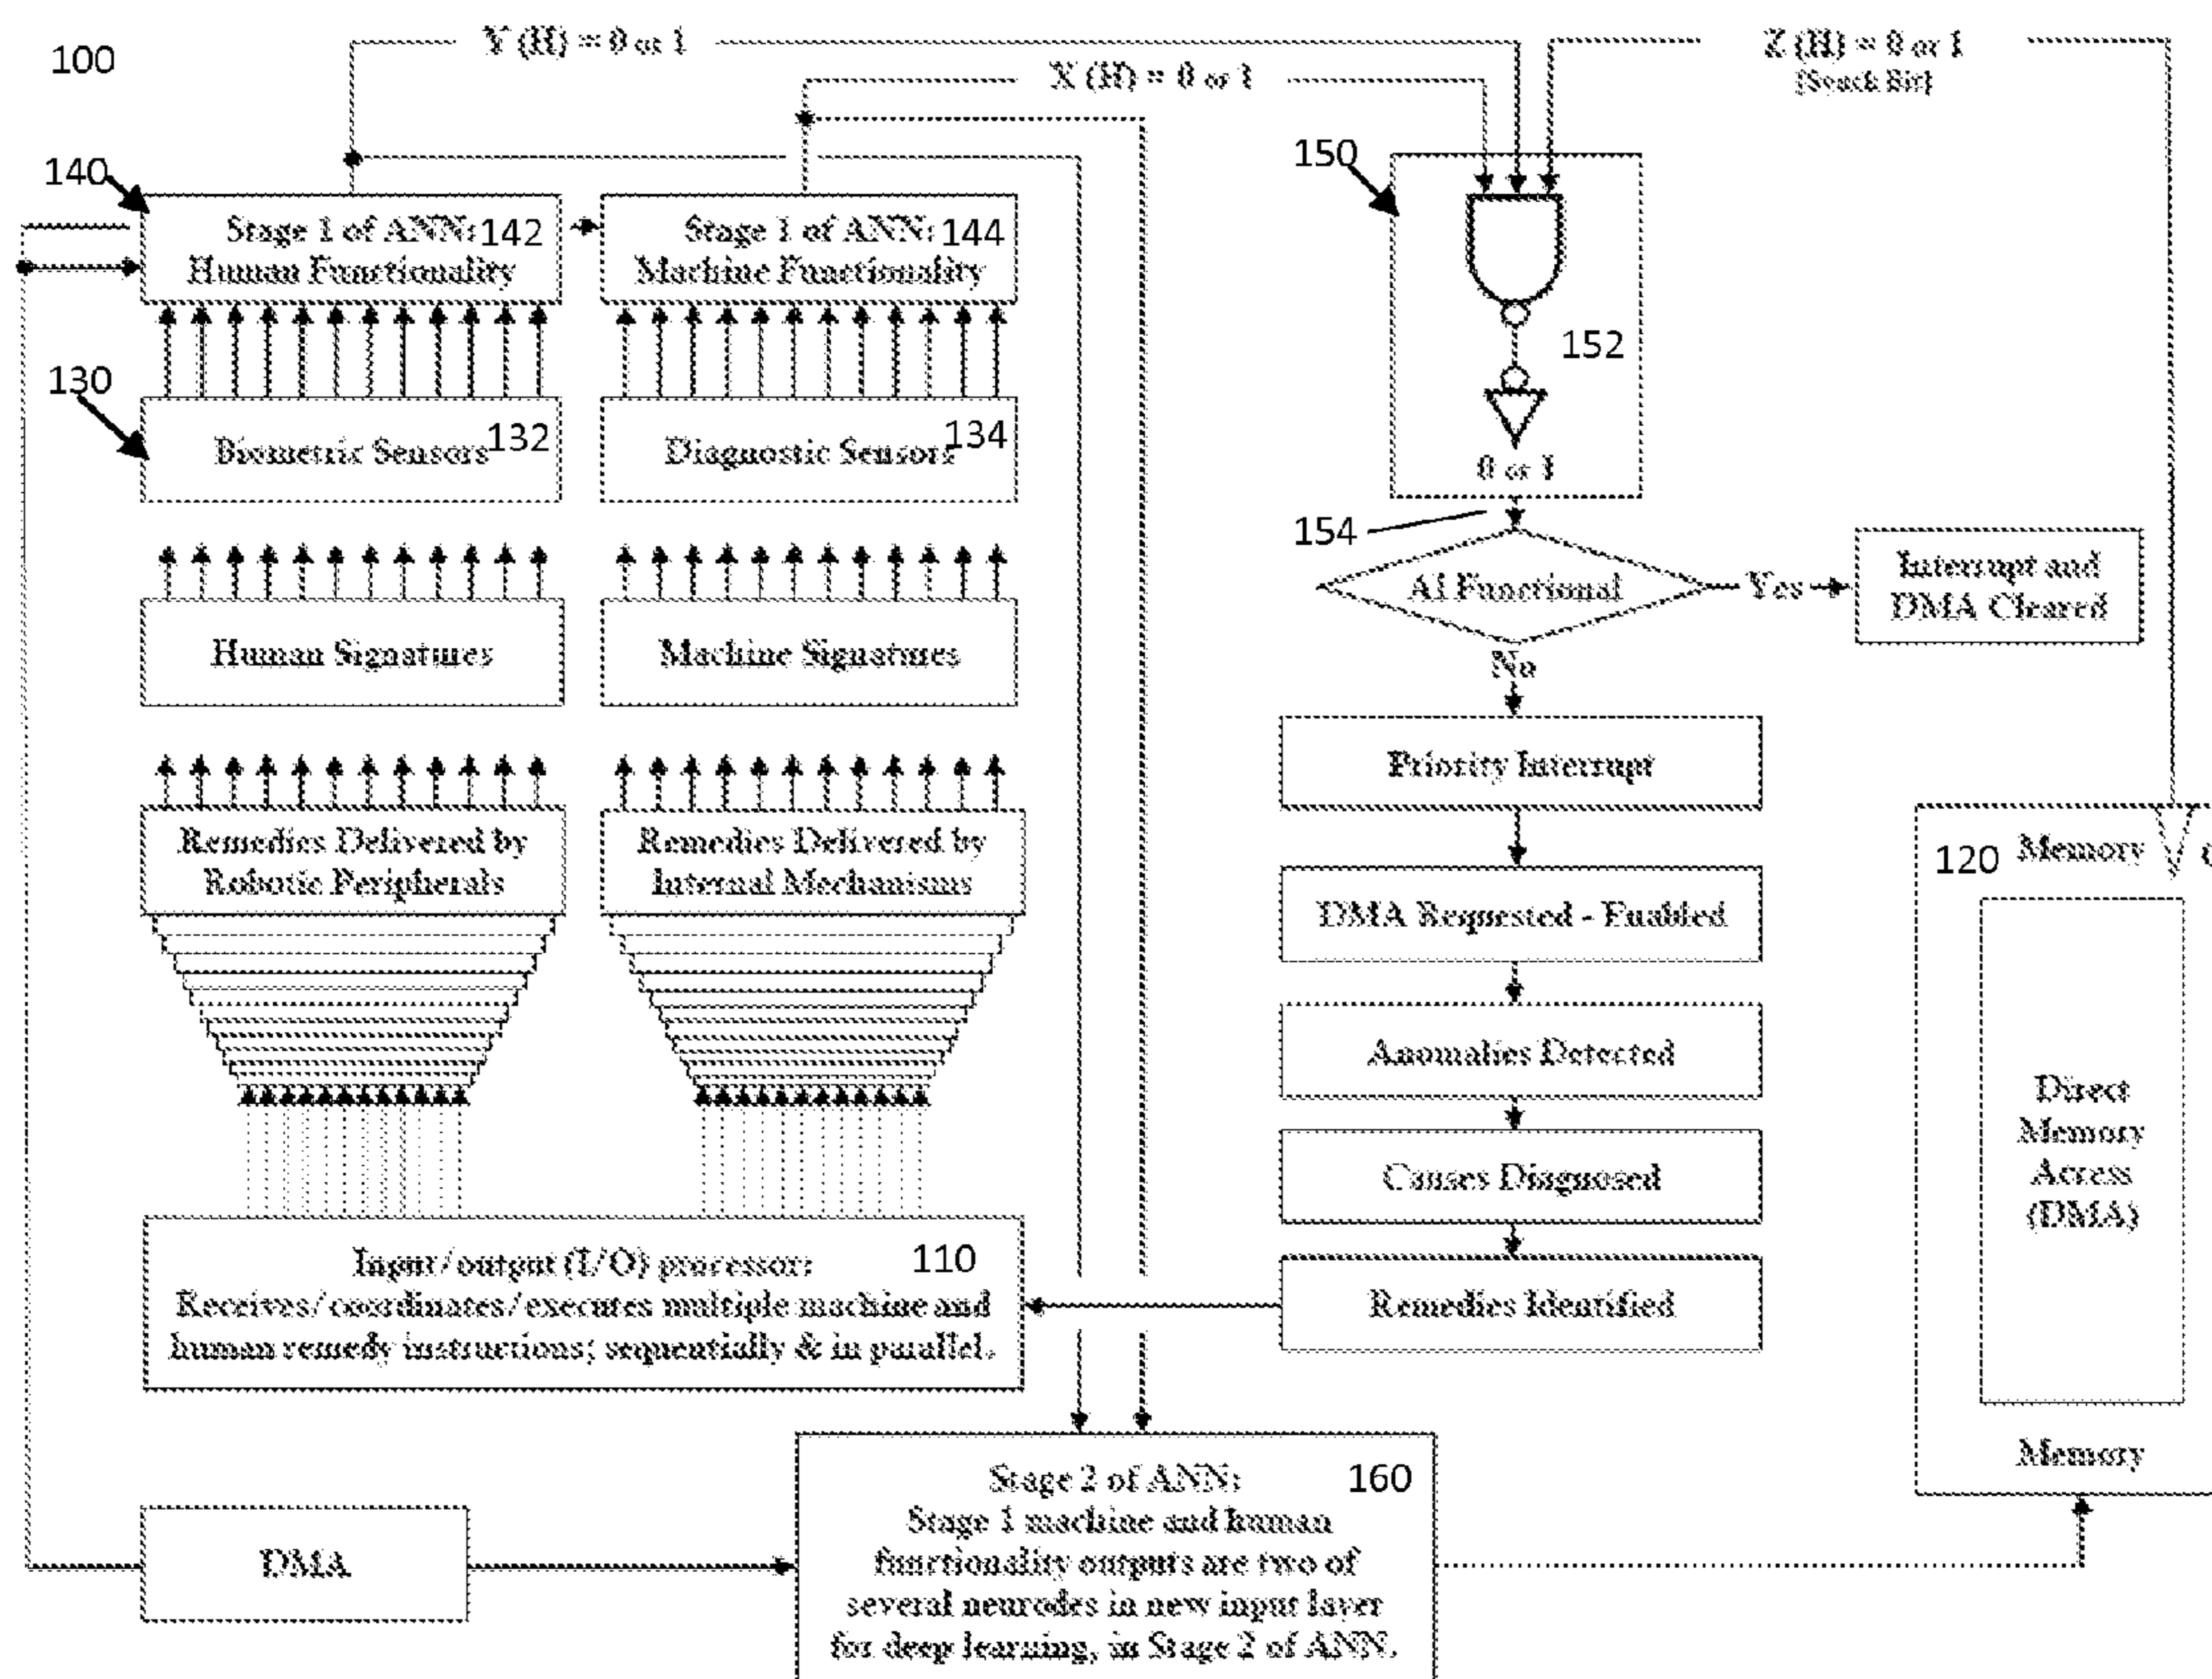 100
Y (H) = 0 or 1
X (H) = 0 or 1
Z (H) = 0 or 1
140
Stage 1 of ANN: 142
Human Functionality
Stage 1 of ANN: 144
Machine Functionality
130
Biometric Sensors 132
Diagnostic Sensors 134
Human Signatures
Machine Signatures
Remedies Delivered by
Robotic Peripherals
Remedies Delivered by
Internal Mechanisms
Input/output (I/O) processor: 110
Receives/coordinates/executes multiple machine and
human remedy instructions; sequentially & in parallel.
DMA
Stage 2 of ANN: 160
Stage 1 machine and human
functionality outputs are two of
several neurodes in new input layer
for deep learning, in Stage 2 of ANN.
150
152
0 or 1
154
AI Functional
Yes
Interrupt and
DMA Cleared
No
Priority Interrupt
DMA Requested - Enabled
Anomalies Detected
Causes Diagnosed
Remedies Identified
120 Memory
Direct
Memory
Access
(DMA)
Memory